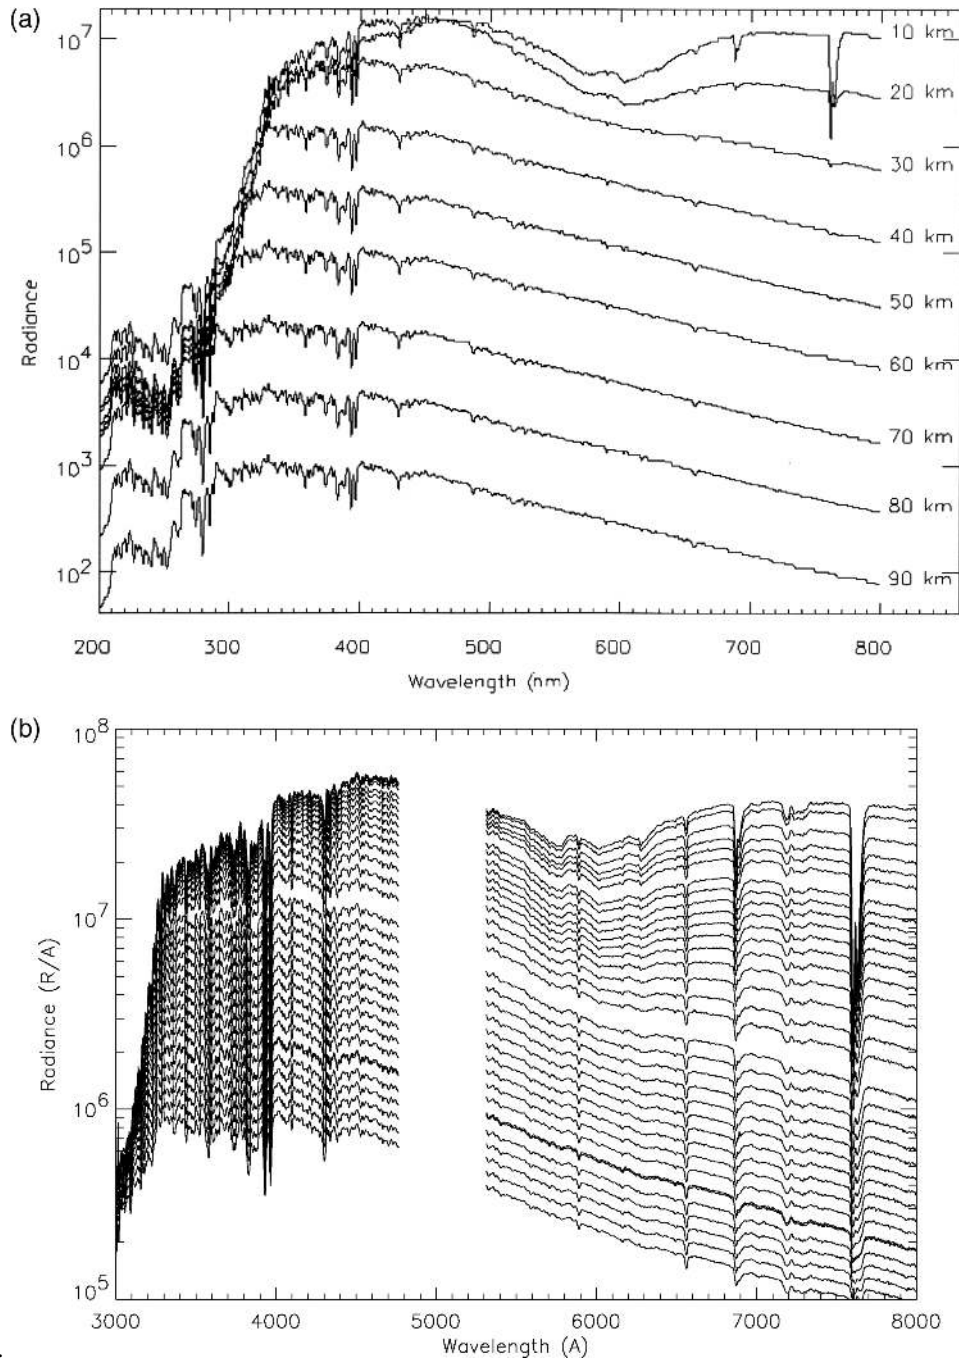 (a)
10⁷
10⁶
10⁵
10⁴
10³
10²
Radiance
10 km
20 km
30 km
40 km
50 km
60 km
70 km
80 km
90 km
200 300 400 500 600 700 800
Wavelength (nm)
(b)
10⁸
10⁷
10⁶
10⁵
Radiance (R/A)
3000 4000 5000 6000 7000 8000
Wavelength (A)